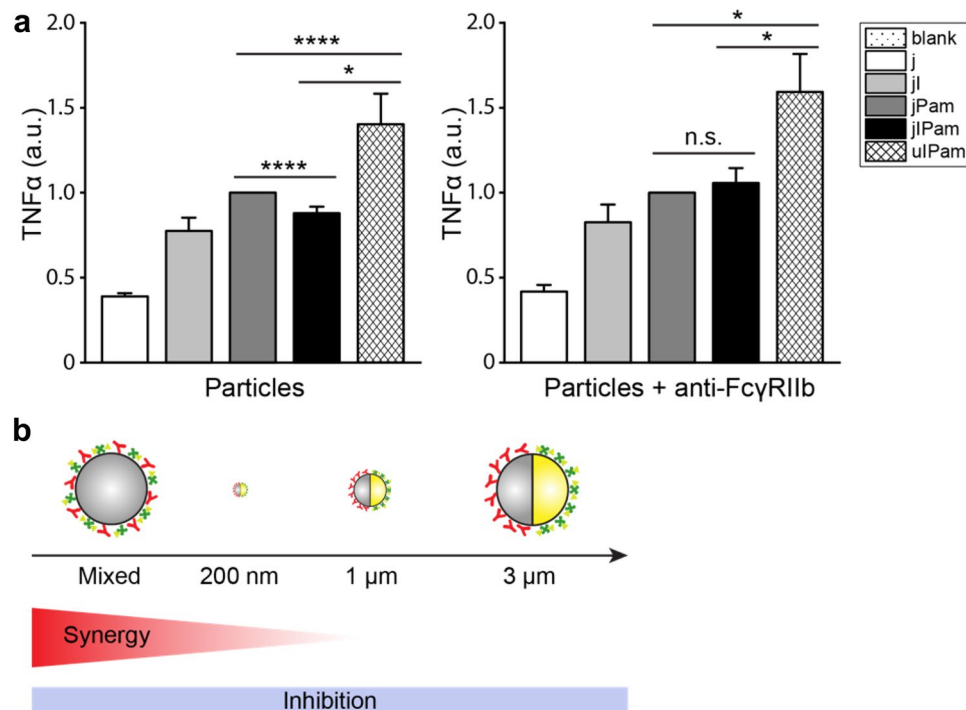 a
TNFα (a.u.)
2.0
1.5
1.0
0.5
0
****
*
****
Particles
TNFα (a.u.)
2.0
1.5
1.0
0.5
0
*
*
n.s.
Particles + anti-FcγRIIb
blank
j
jI
jPam
jIPam
uIPam
b
Mixed 200 nm 1 μm 3 μm
Synergy
Inhibition